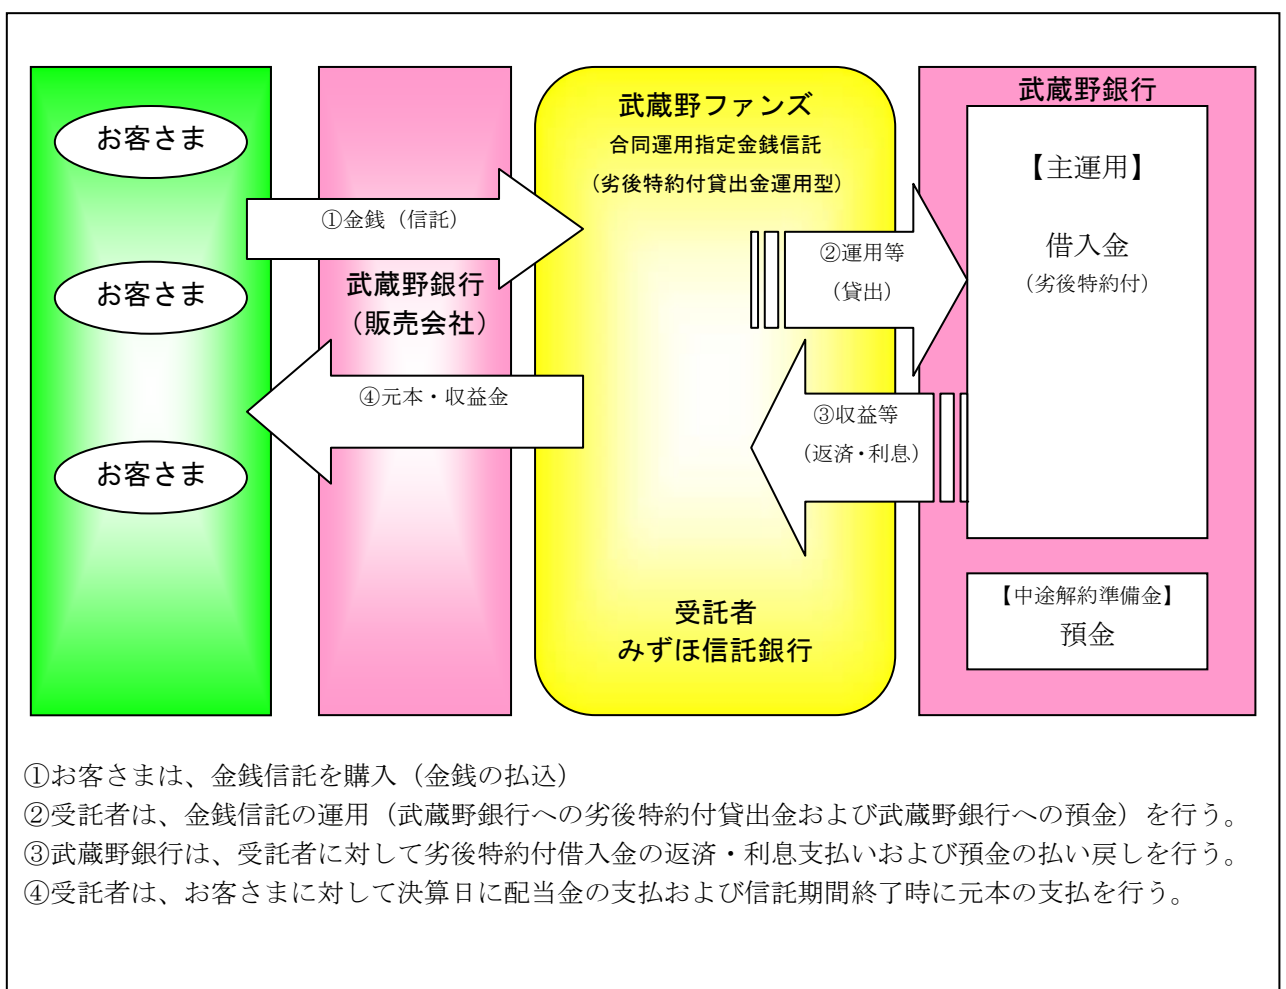 お客さま
お客さま
お客さま
①金銭（信託）
武蔵野銀行
（販売会社）
④元本・収益金
武蔵野ファンズ
合同運用指定金銭信託
（劣後特約付貸出金運用型）
②運用等
（貸出）
③収益等
（返済・利息）
受託者
みずほ信託銀行
武蔵野銀行
【主運用】
借入金
（劣後特約付）
【中途解約準備金】
預金
①お客さまは、金銭信託を購入（金銭の払込）
②受託者は、金銭信託の運用（武蔵野銀行への劣後特約付貸出金および武蔵野銀行への預金）を行う。
③武蔵野銀行は、受託者に対して劣後特約付借入金の返済・利息支払いおよび預金の払い戻しを行う。
④受託者は、お客さまに対して決算日に配当金の支払および信託期間終了時に元本の支払を行う。